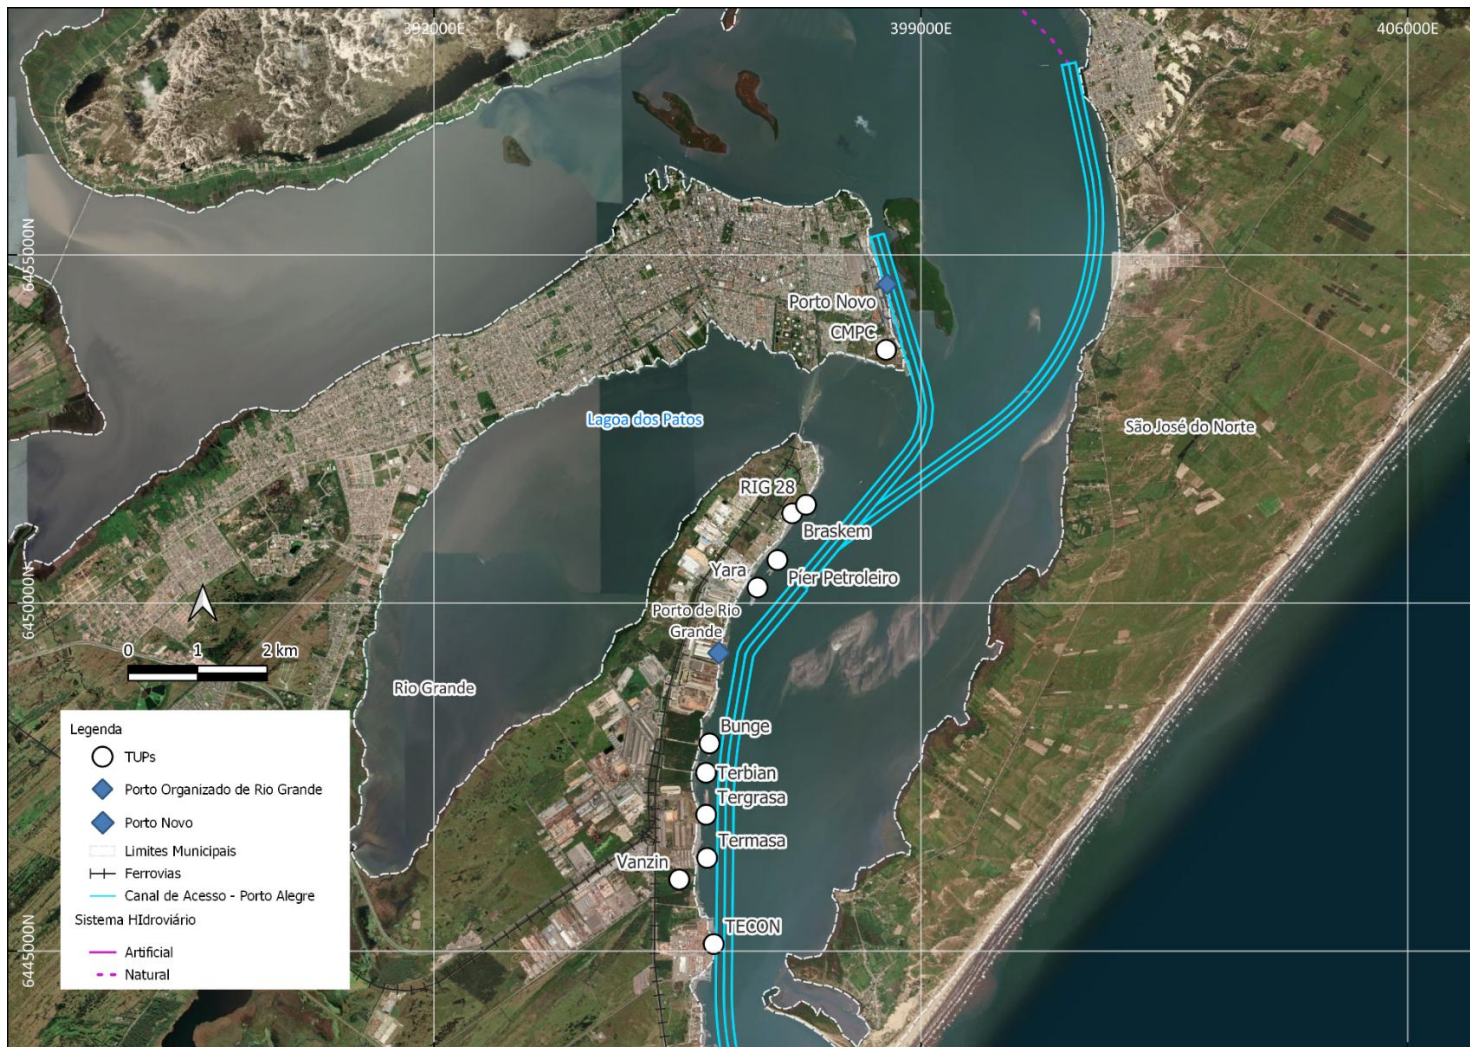 392000E
399000E
406000E
6455000N
Porto Novo
CMPC
Lagoa dos Patos
São José do Norte
RIG 28
Braskem
Yara
Píer Petroleiro
6450000N
Porto de Rio
Grande
0 1 2 km
Rio Grande
Bunge
Terbian
Tergrasa
Termasa
Vanzin
TECON
6445000N
Legenda
TUPs
Porto Organizado de Rio Grande
Porto Novo
Limites Municipais
Ferrovias
Canal de Acesso - Porto Alegre
Sistema HIdroviário
Artificial
Natural